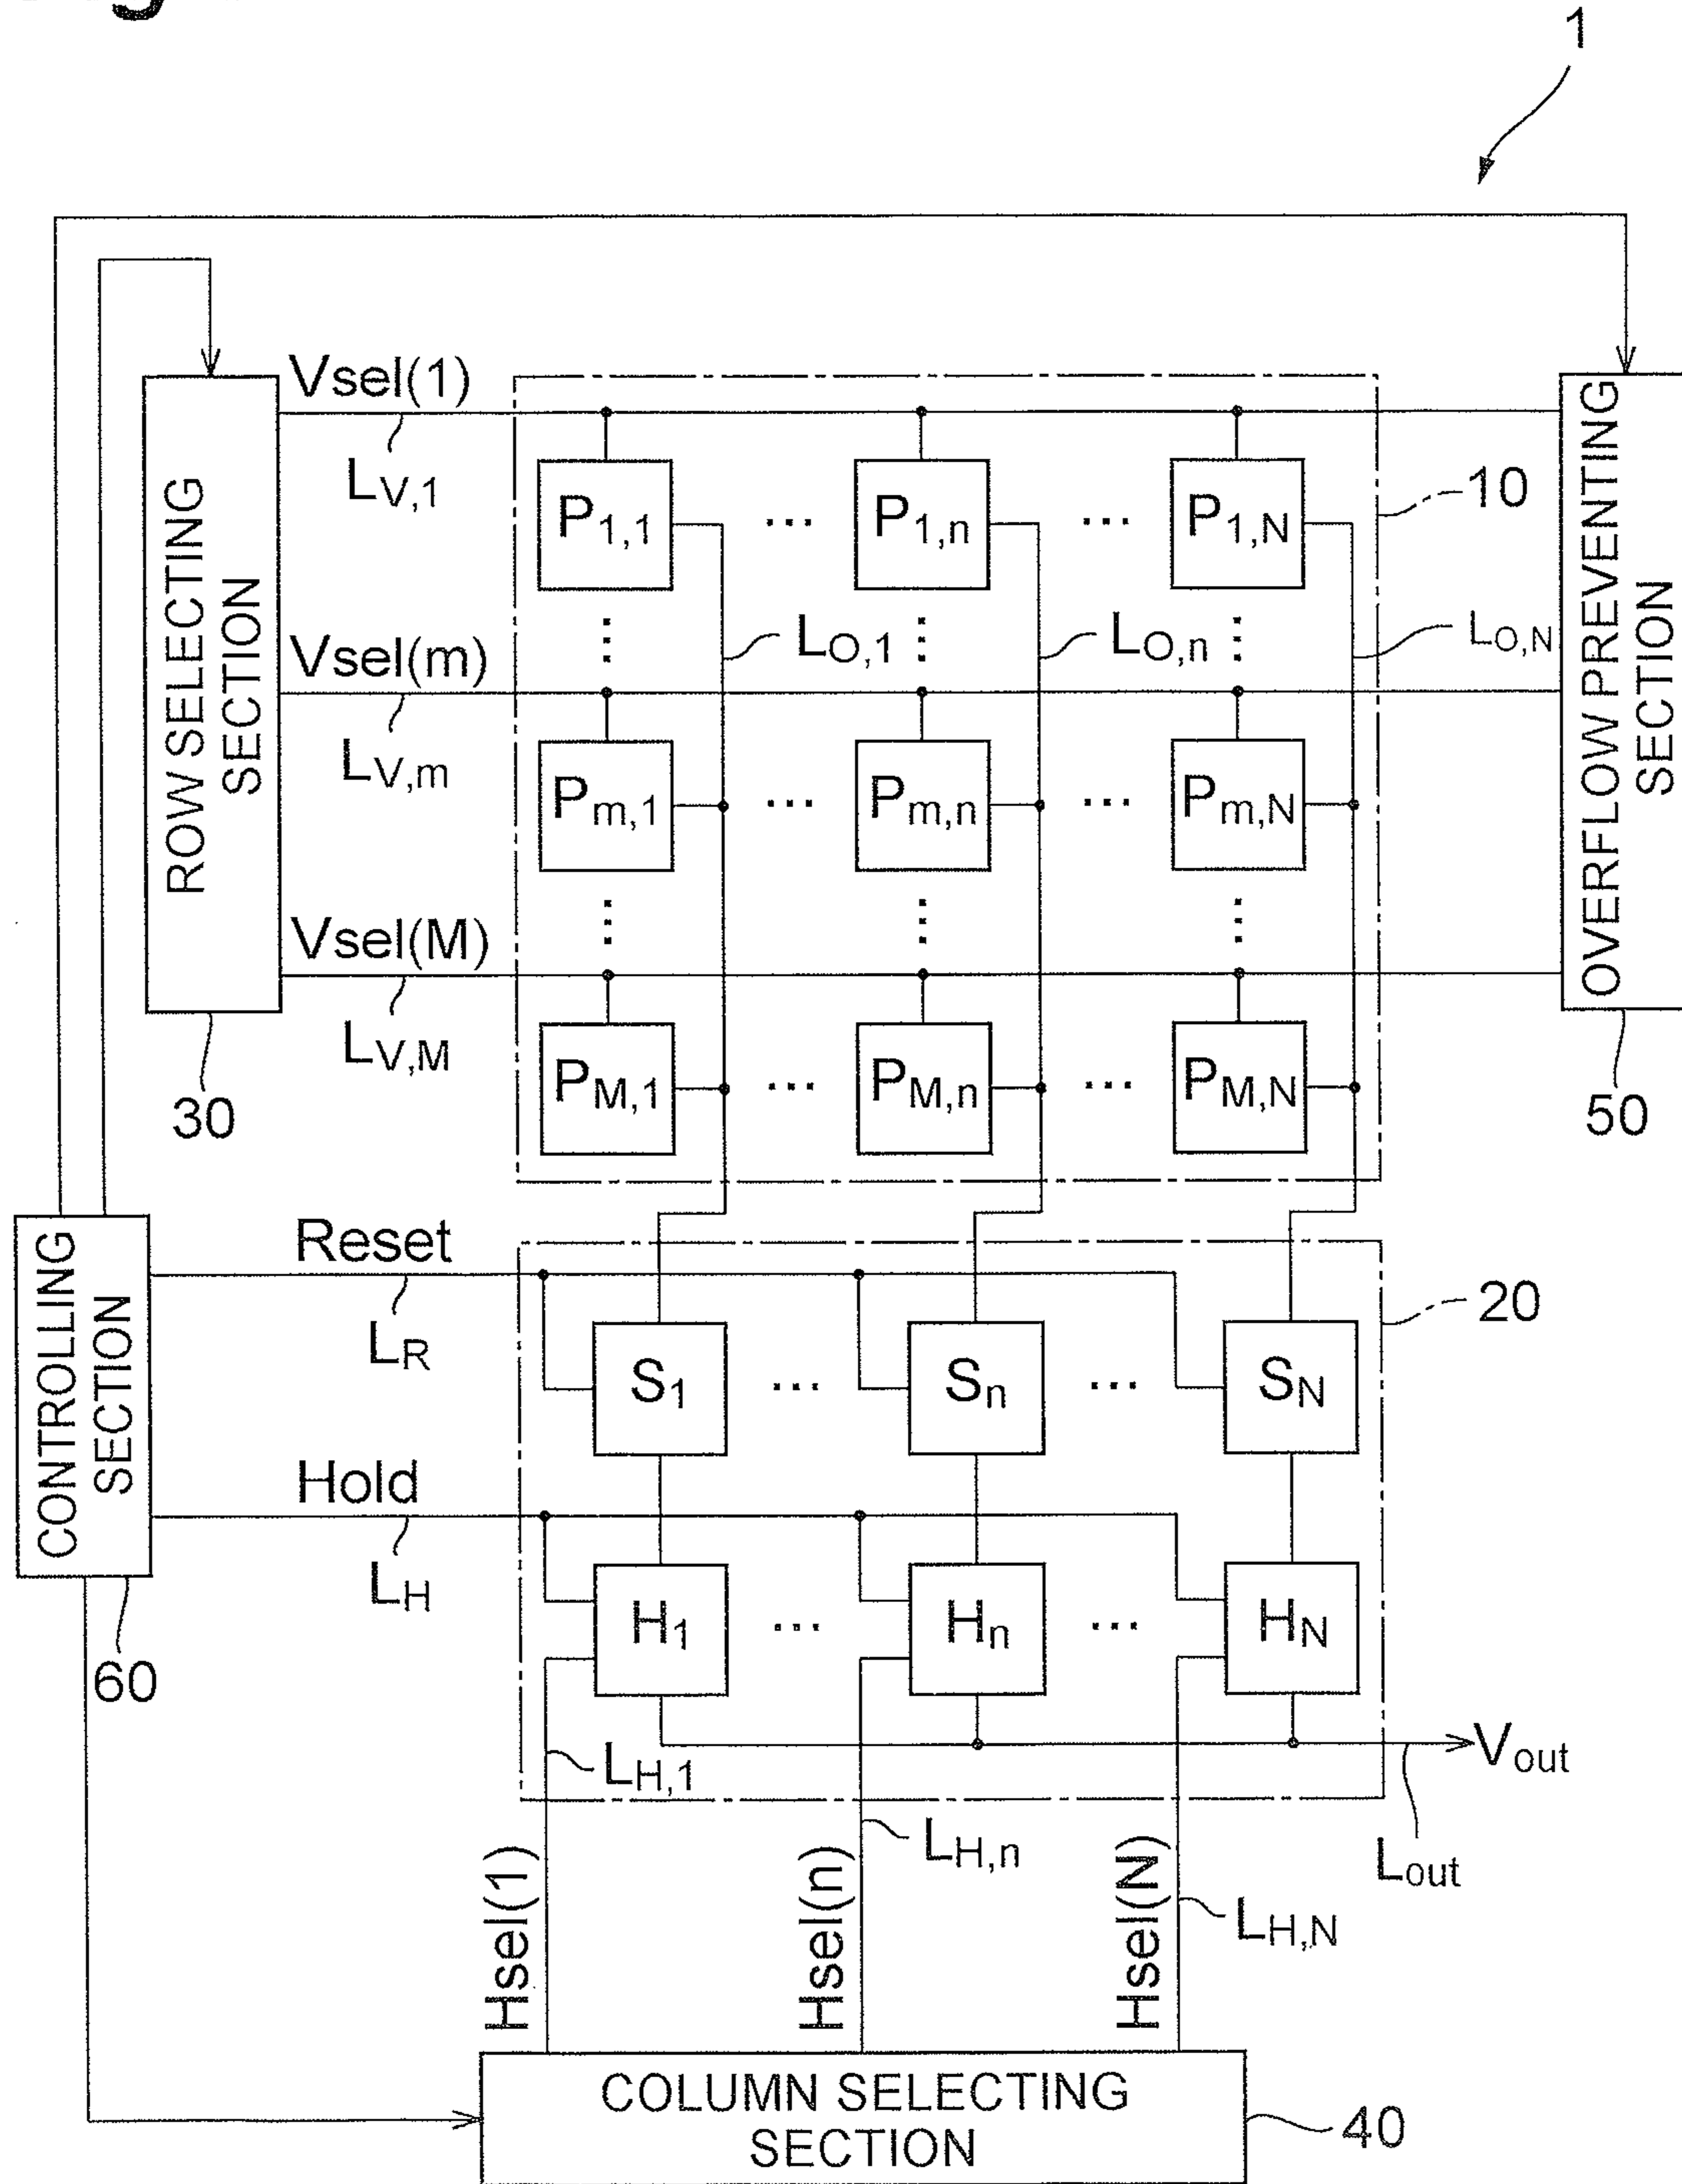 1
Vsel(1)
LV,1
P1,1 ... P1,n ... P1,N
10
LO,1 LO,n LO,N
Vsel(m)
LV,m
Pm,1 ... Pm,n ... Pm,N
Vsel(M)
LV,M
PM,1 ... PM,n ... PM,N
ROW SELECTING
SECTION
30
OVERFLOW PREVENTING
SECTION
50
CONTROLLING
SECTION
60
Reset
LR
20
S1 ... Sn ... SN
Hold
LH
H1 ... Hn ... HN
Vout
LH,1
LH,n
Lout
LH,N
Hsel(1)
Hsel(n)
Hsel(N)
COLUMN SELECTING
SECTION
40